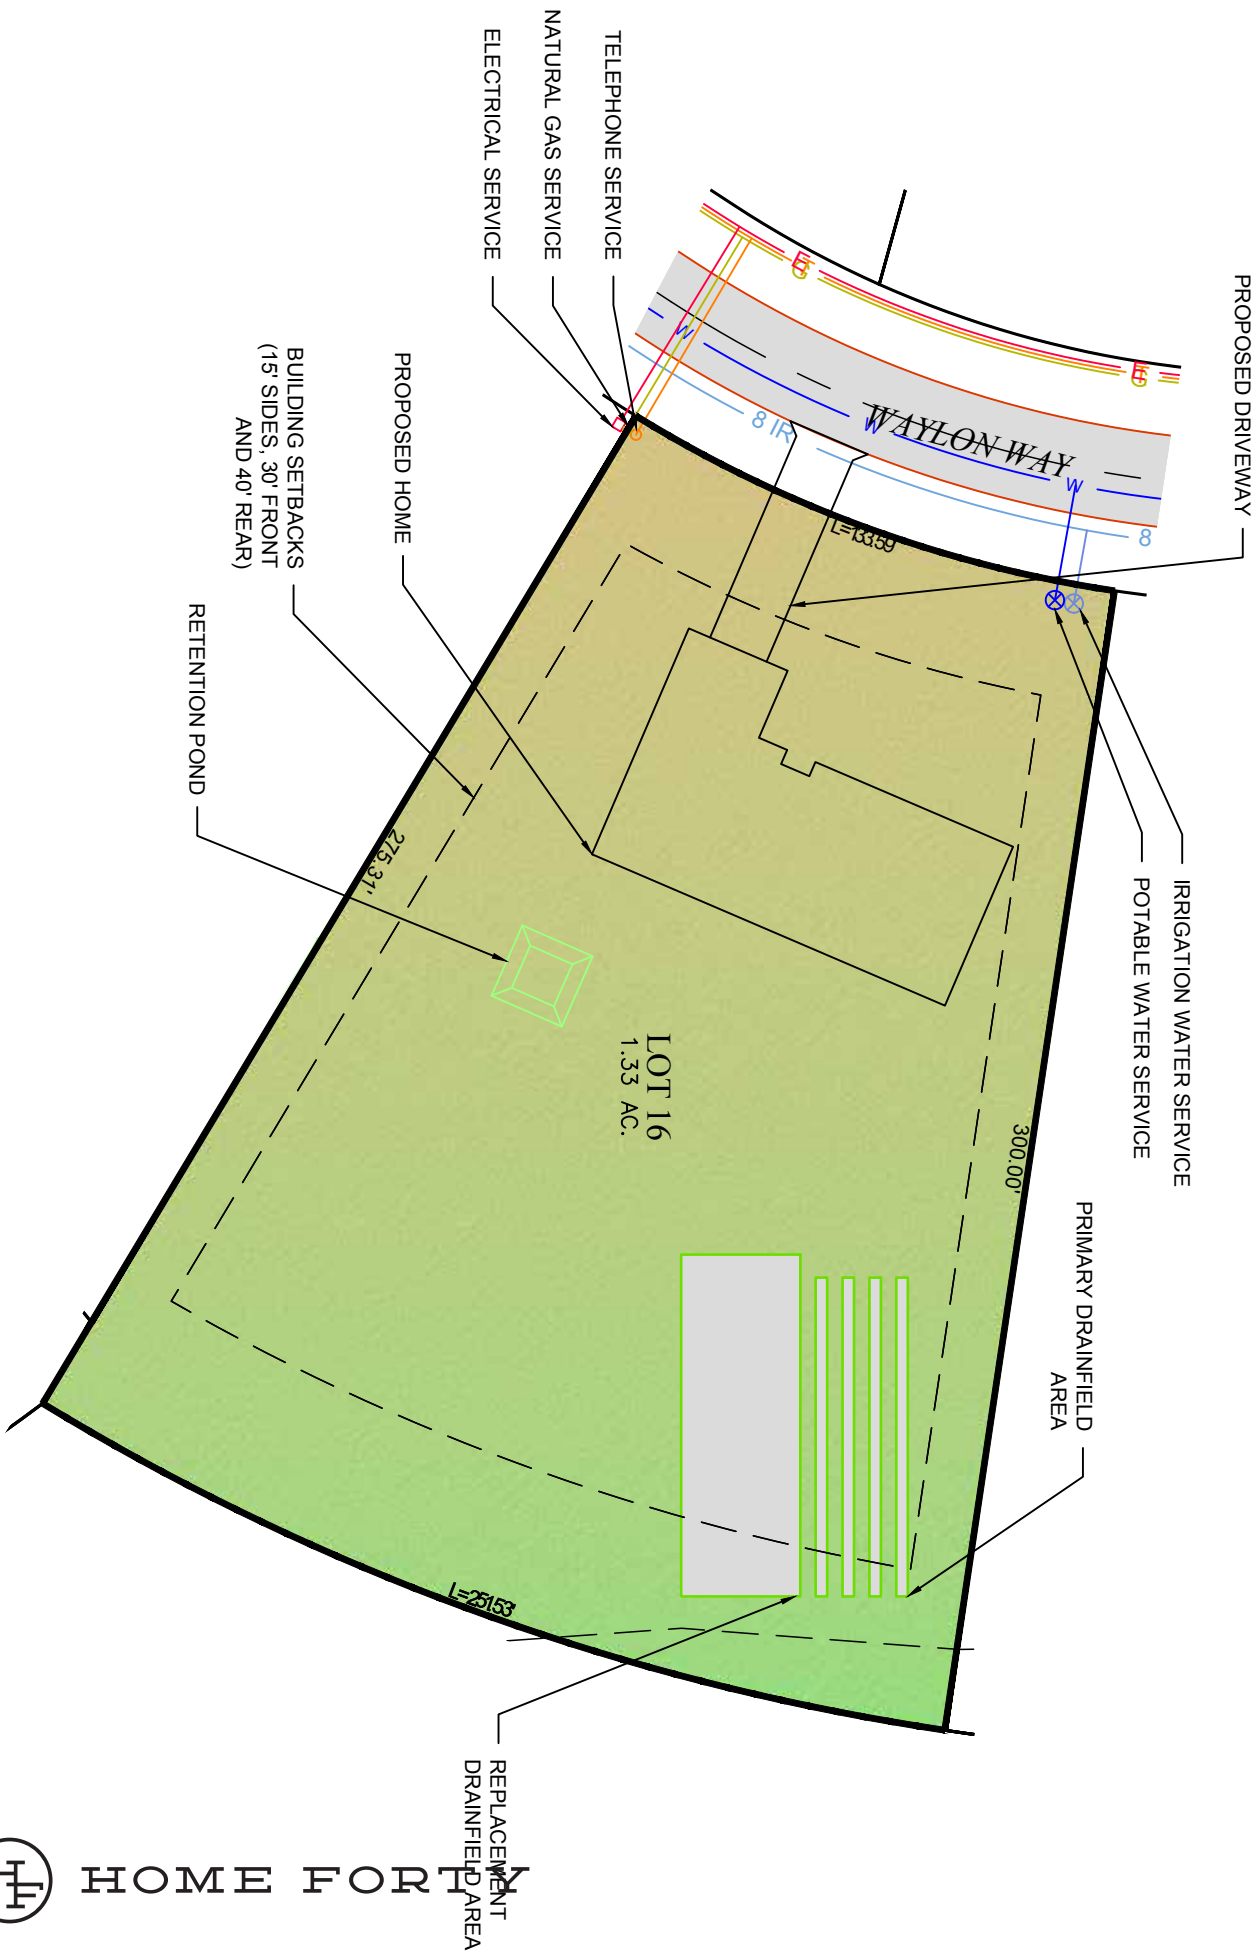 PROPOSED DRIVEWAY
IRRIGATION WATER SERVICE
POTABLE WATER SERVICE
PRIMARY DRAINFIELD
AREA
TELEPHONE SERVICE
NATURAL GAS SERVICE
ELECTRICAL SERVICE
E
T
G
E
T
G
W
W
W
8 IR
8
WAYLON WAY
L=133.59'
300.00'
LOT 16
1.33 AC.
PROPOSED HOME
BUILDING SETBACKS
(15' SIDES, 30' FRONT
AND 40' REAR)
RETENTION POND
275.31'
L=251.53'
REPLACEMENT
DRAINFIELD AREA
HF HOME FORTY